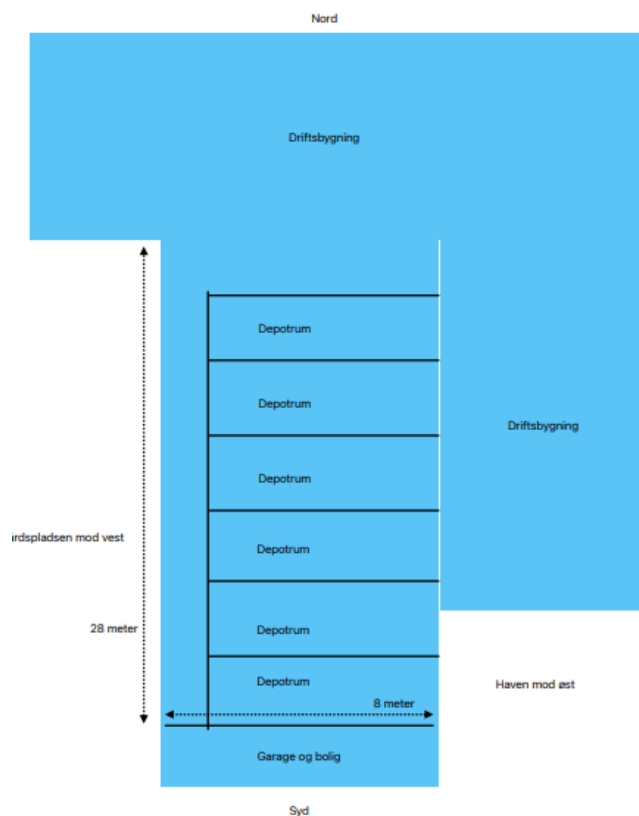 Nord
Driftsbygning
Depotrum
Depotrum
Driftsbygning
Depotrum
rdspladsen mod vest
Depotrum
28 meter
Depotrum
Depotrum
Haven mod øst
8 meter
Garage og bolig
Syd